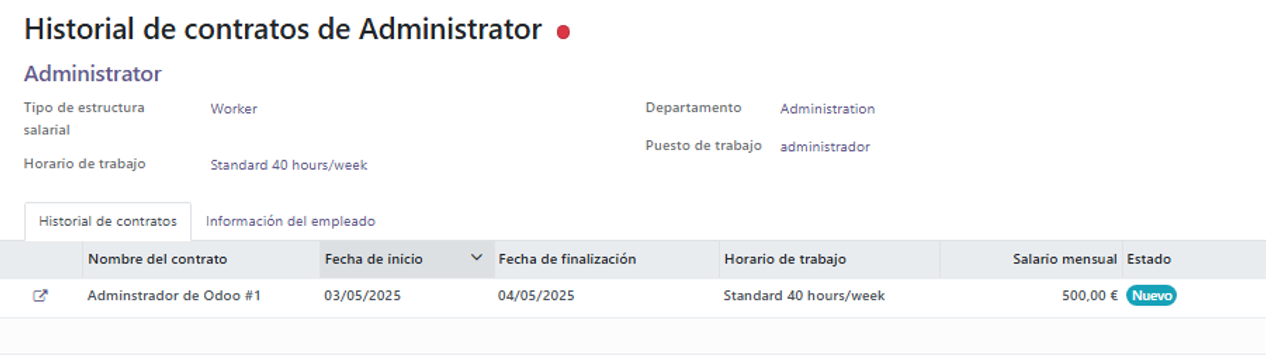 Historial de contratos de Administrator
Administrator
Tipo de estructura salarial
Worker
Departamento
Administration
Puesto de trabajo
administrador
Horario de trabajo
Standard 40 hours/week
Historial de contratos
Información del empleado
Nombre del contrato Fecha de inicio Fecha de finalización Horario de trabajo Salario mensual Estado
Adminstrador de Odoo #1 03/05/2025 04/05/2025 Standard 40 hours/week 500,00 € Nuevo